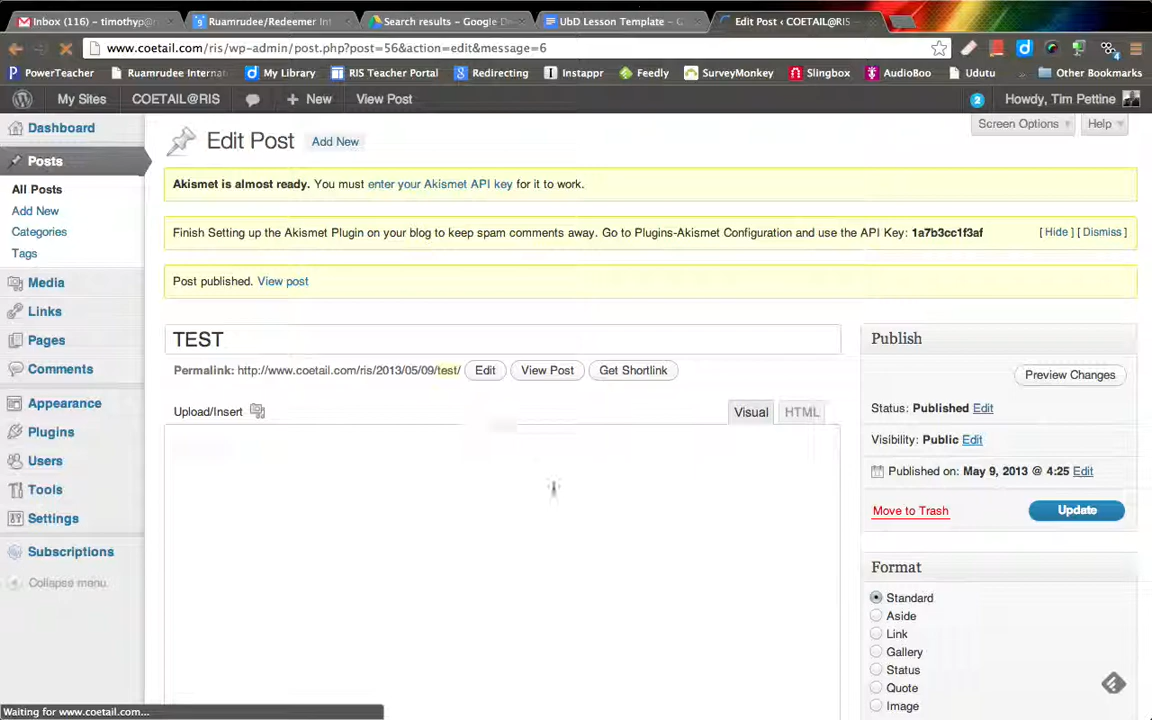 Inbox (116) – timothyp@r
Ruamrudee/Redeemer Int
Search results – Google D
UbD Lesson Template – G
Edit Post ‹ COETAIL@RIS –
www.coetail.com/ris/wp-admin/post.php?post=56&action=edit&message=6
PowerTeacher
Ruamrudee Internat
My Library
RIS Teacher Portal
Redirecting
Instappr
Feedly
SurveyMonkey
Slingbox
AudioBoo
Udutu
Other Bookmarks
My Sites
COETAIL@RIS
New
View Post
2
Howdy, Tim Pettine
Dashboard
Posts
All Posts
Add New
Categories
Tags
Media
Links
Pages
Comments
Appearance
Plugins
Users
Tools
Settings
Subscriptions
Collapse menu
Edit Post Add New
Screen Options
Help
Akismet is almost ready. You must enter your Akismet API key for it to work.
Finish Setting up the Akismet Plugin on your blog to keep spam comments away. Go to Plugins-Akismet Configuration and use the API Key: 1a7b3cc1f3af [ Hide ] [ Dismiss ]
Post published. View post
TEST
Permalink: http://www.coetail.com/ris/2013/05/09/test/ Edit View Post Get Shortlink
Upload/Insert
Visual
HTML
Publish
Preview Changes
Status: Published Edit
Visibility: Public Edit
Published on: May 9, 2013 @ 4:25 Edit
Move to Trash
Update
Format
Standard
Aside
Link
Gallery
Status
Quote
Image
Waiting for www.coetail.com...